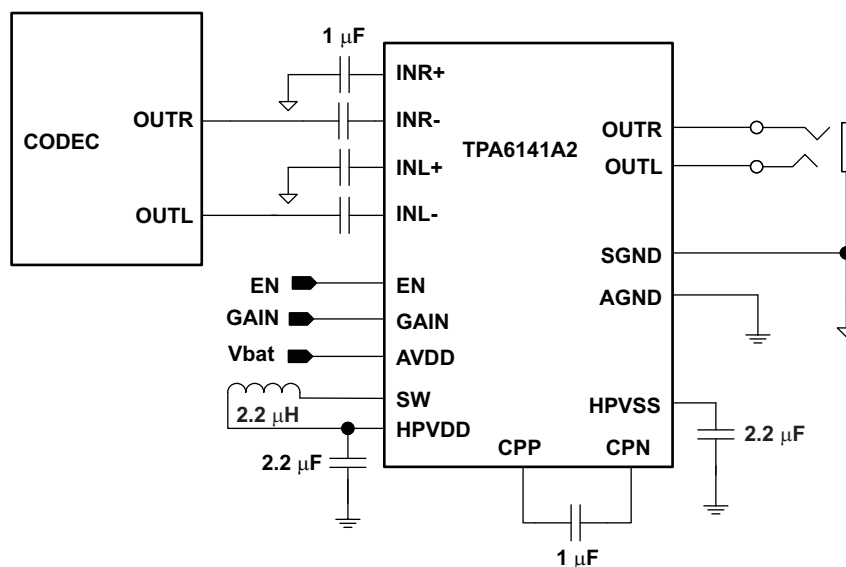 1 μF
CODEC
OUTR
OUTL
INR+
INR-
INL+
INL-
TPA6141A2
OUTR
OUTL
SGND
AGND
EN
EN
GAIN
GAIN
Vbat
AVDD
SW
2.2 μH
HPVDD
HPVSS
2.2 μF
2.2 μF
CPP
CPN
1 μF